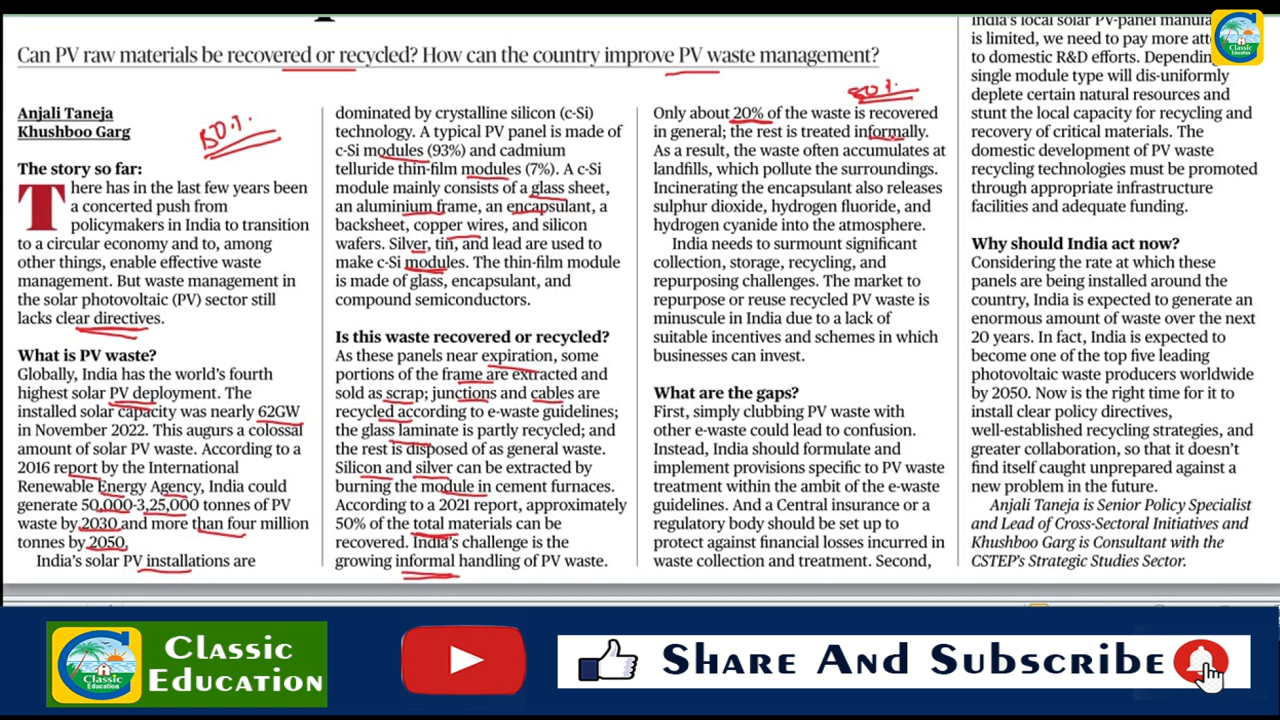 Can PV raw materials be recovered or recycled? How can the country improve PV waste management?
Anjali Taneja
Khushboo Garg
The story so far:
There has in the last few years been
a concerted push from
policymakers in India to transition
to a circular economy and to, among
other things, enable effective waste
management. But waste management in
the solar photovoltaic (PV) sector still
lacks clear directives.
What is PV waste?
Globally, India has the world's fourth
highest solar PV deployment. The
installed solar capacity was nearly 62GW
in November 2022. This augurs a colossal
amount of solar PV waste. According to a
2016 report by the International
Renewable Energy Agency, India could
generate 50,000-3,25,000 tonnes of PV
waste by 2030 and more than four million
tonnes by 2050.
India's solar PV installations are
dominated by crystalline silicon (c-Si)
technology. A typical PV panel is made of
c-Si modules (93%) and cadmium
telluride thin-film modules (7%). A c-Si
module mainly consists of a glass sheet,
an aluminium frame, an encapsulant, a
backsheet, copper wires, and silicon
wafers. Silver, tin, and lead are used to
make c-Si modules. The thin-film module
is made of glass, encapsulant, and
compound semiconductors.
Is this waste recovered or recycled?
As these panels near expiration, some
portions of the frame are extracted and
sold as scrap; junctions and cables are
recycled according to e-waste guidelines;
the glass laminate is partly recycled; and
the rest is disposed of as general waste.
Silicon and silver can be extracted by
burning the module in cement furnaces.
According to a 2021 report, approximately
50% of the total materials can be
recovered. India's challenge is the
growing informal handling of PV waste.
Only about 20% of the waste is recovered
in general; the rest is treated informally.
As a result, the waste often accumulates at
landfills, which pollute the surroundings.
Incinerating the encapsulant also releases
sulphur dioxide, hydrogen fluoride, and
hydrogen cyanide into the atmosphere.
India needs to surmount significant
collection, storage, recycling, and
repurposing challenges. The market to
repurpose or reuse recycled PV waste is
minuscule in India due to a lack of
suitable incentives and schemes in which
businesses can invest.
What are the gaps?
First, simply clubbing PV waste with
other e-waste could lead to confusion.
Instead, India should formulate and
implement provisions specific to PV waste
treatment within the ambit of the e-waste
guidelines. And a Central insurance or a
regulatory body should be set up to
protect against financial losses incurred in
waste collection and treatment. Second,
India's local solar PV-panel
is limited, we need to pay more
to domestic R&D efforts.
single module type will dis-uniformly
deplete certain natural resources and
stunt the local capacity for recycling and
recovery of critical materials. The
domestic development of PV waste
recycling technologies must be promoted
through appropriate infrastructure
facilities and adequate funding.
Why should India act now?
Considering the rate at which these
panels are being installed around the
country, India is expected to generate an
enormous amount of waste over the next
20 years. In fact, India is expected to
become one of the top five leading
photovoltaic waste producers worldwide
by 2050. Now is the right time for it to
install clear policy directives,
well-established recycling strategies, and
greater collaboration, so that it doesn't
find itself caught unprepared against a
new problem in the future.
Anjali Taneja is Senior Policy Specialist
and Lead of Cross-Sectoral Initiatives and
Khushboo Garg is Consultant with the
CSTEP's Strategic Studies Sector.
80%
Classic
Education
Classic
Education
Classic
Education
Share And Subscribe